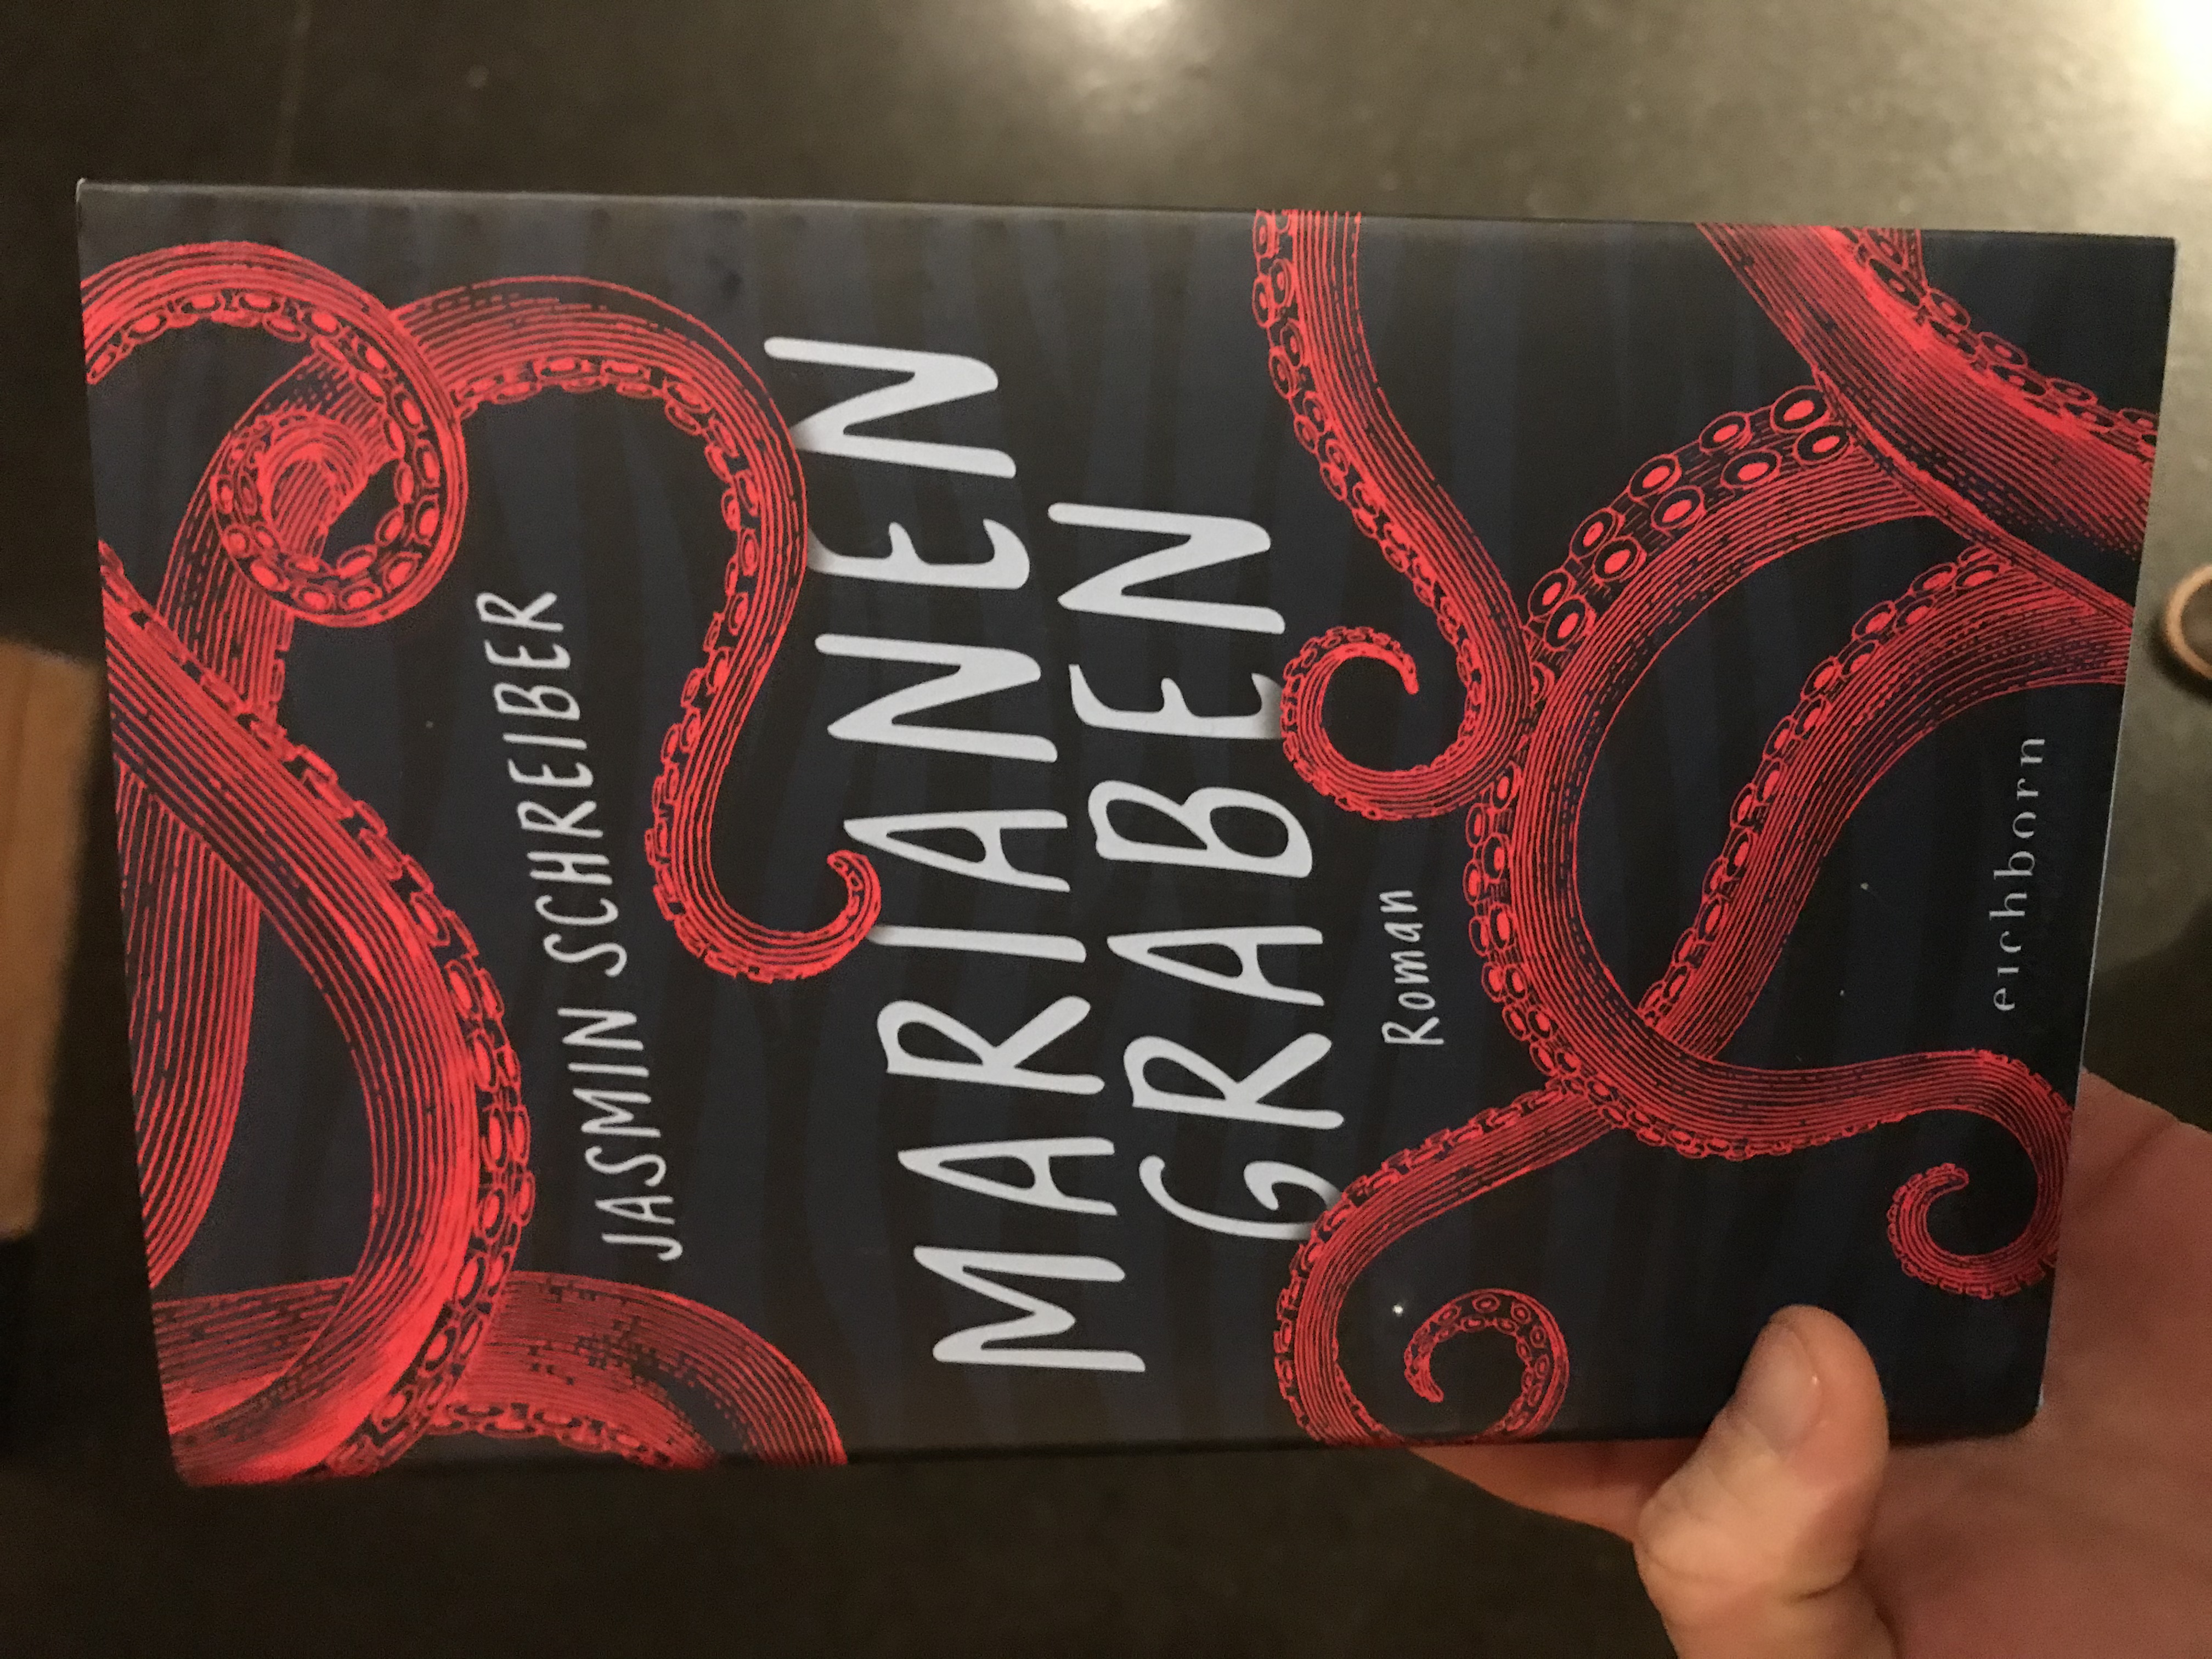 JASMIN SCHREIBER
MARIANEN
GRABEN
Roman
eichborn